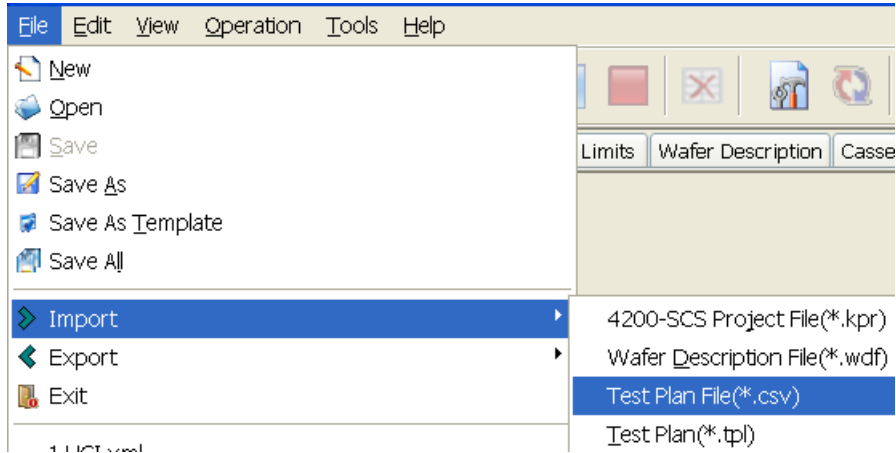 File Edit View Operation Tools Help
New
Open
Save
Limits Wafer Description
Save As
Save As Template
Save All
Import
4200-SCS Project File(*.kpr)
Export
Wafer Description File(*.wdf)
Exit
Test Plan File(*.csv)
Test Plan(*.tpl)